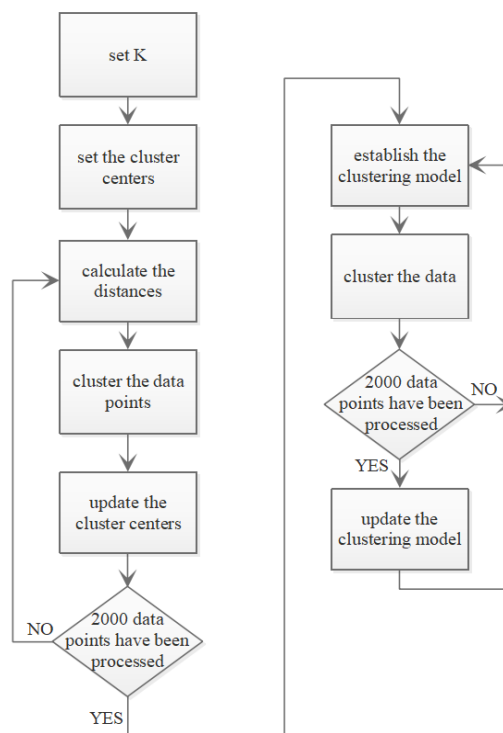 set K
set the cluster
centers
calculate the
distances
cluster the data
points
update the
cluster centers
2000 data
points have been
processed
NO
YES
establish the
clustering model
cluster the data
2000 data
points have been
processed
NO
YES
update the
clustering model